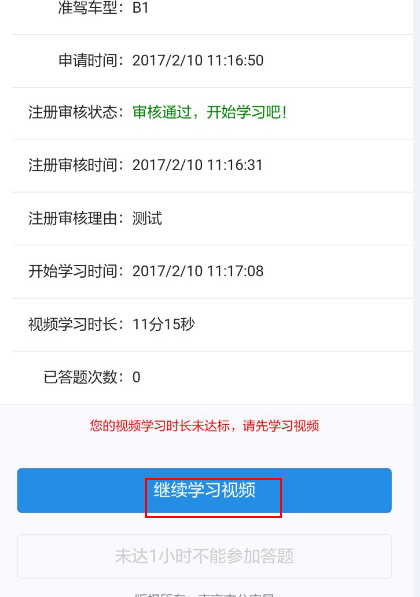 准驾车型：B1
申请时间：2017/2/10 11:16:50
注册审核状态：审核通过，开始学习吧！
注册审核时间：2017/2/10 11:16:31
注册审核理由：测试
开始学习时间：2017/2/10 11:17:08
视频学习时长：11分15秒
已答题次数：0
您的视频学习时长未达标，请先学习视频
继续学习视频
未达1小时不能参加答题